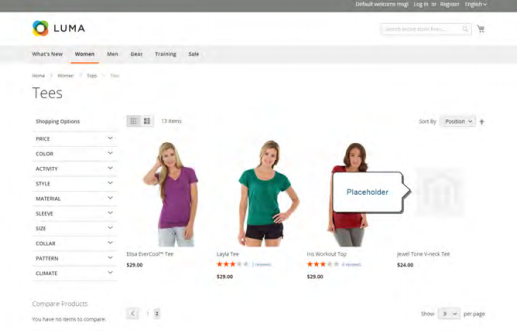 Default welcome msg! Log In or Register English
LUMA
Search entire store here...
What's New Women Men Gear Training Sale
Home Women Tops Tees
Tees
Shopping Options
13 items
Sort By Position
PRICE
COLOR
ACTIVITY
STYLE
MATERIAL
SLEEVE
SIZE
COLLAR
PATTERN
CLIMATE
Placeholder
Elisa EverCool™ Tee
$29.00
Layla Tee
$29.00
Iris Workout Top
$29.00
Jewel Tone V-neck Tee
$24.00
Compare Products
You have no items to compare.
1 2
Show 9 per page